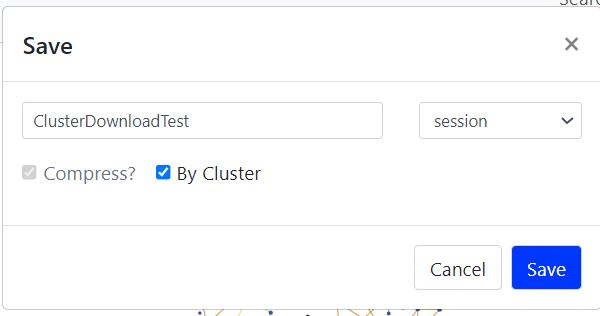 Save
×
ClusterDownloadTest
session
Compress?
By Cluster
Cancel
Save